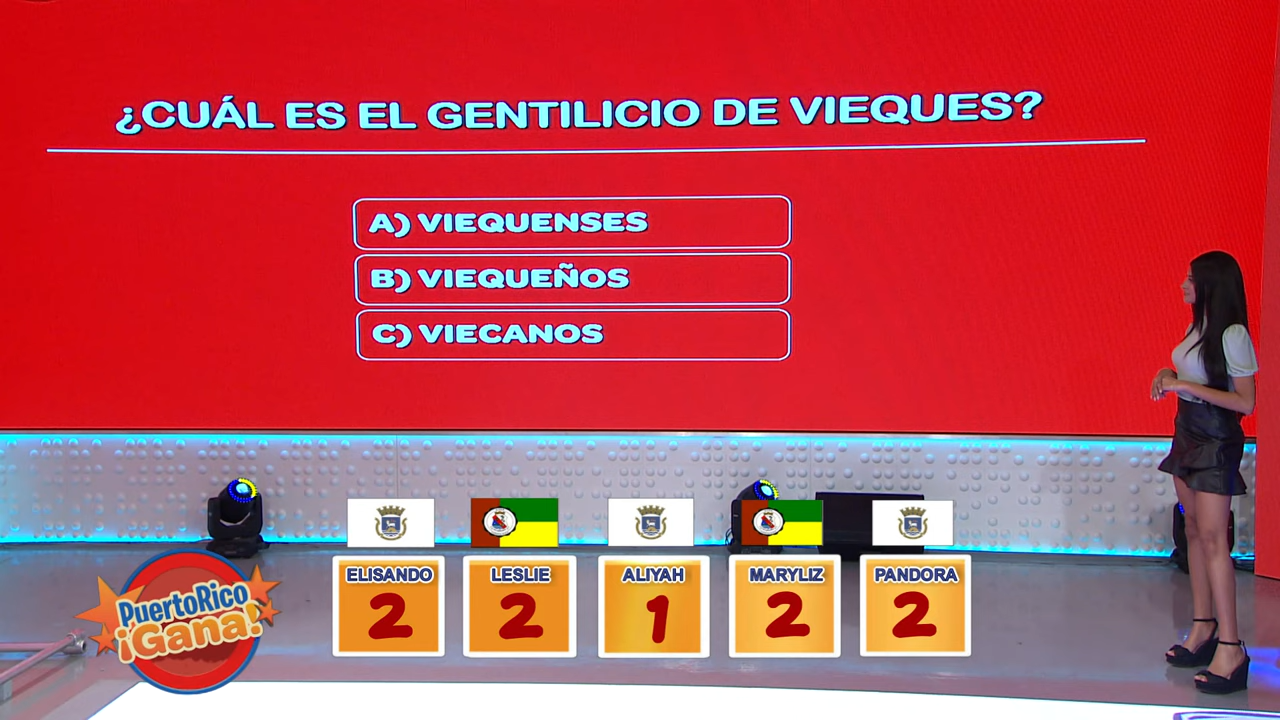 ¿CUÁL ES EL GENTILICIO DE VIEQUES?
A) VIEQUENSES
B) VIEQUEÑOS
C) VIECANOS
ELISANDO
LESLIE
ALIYAH
MARYLIZ
PANDORA
2
2
1
2
2
PuertoRico
¡Gana!